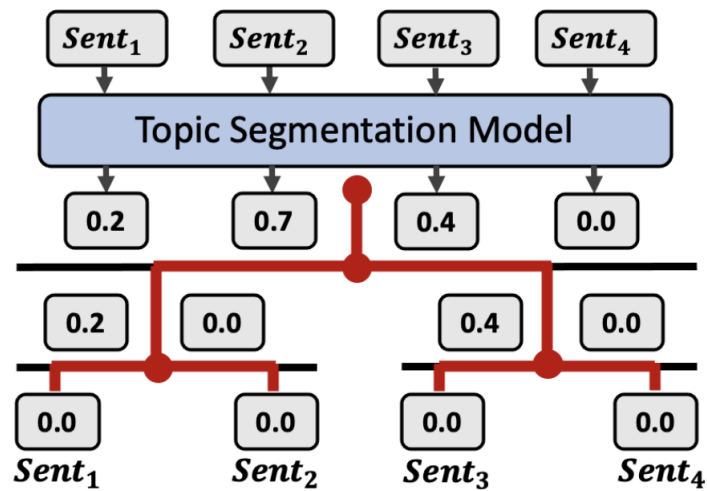 Sent1 Sent2 Sent3 Sent4
Topic Segmentation Model
0.2 0.7 0.4 0.0
0.2 0.0 0.4 0.0
0.0 0.0 0.0 0.0
Sent1 Sent2 Sent3 Sent4